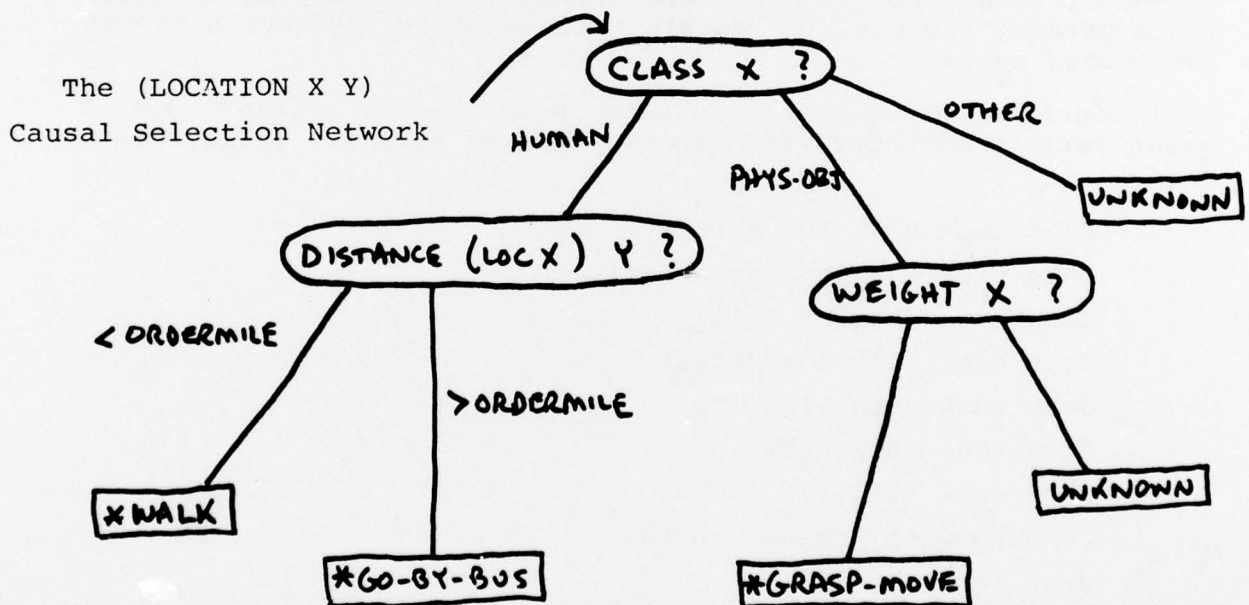 The (LOCATION X Y)
Causal Selection Network
CLASS X ?
HUMAN
PHYS-OBJ
OTHER
UNKNOWN
DISTANCE (LOC X) Y ?
WEIGHT X ?
< ORDERMILE
> ORDERMILE
*WALK
*GO-BY-BUS
*GRASP-MOVE
UNKNOWN